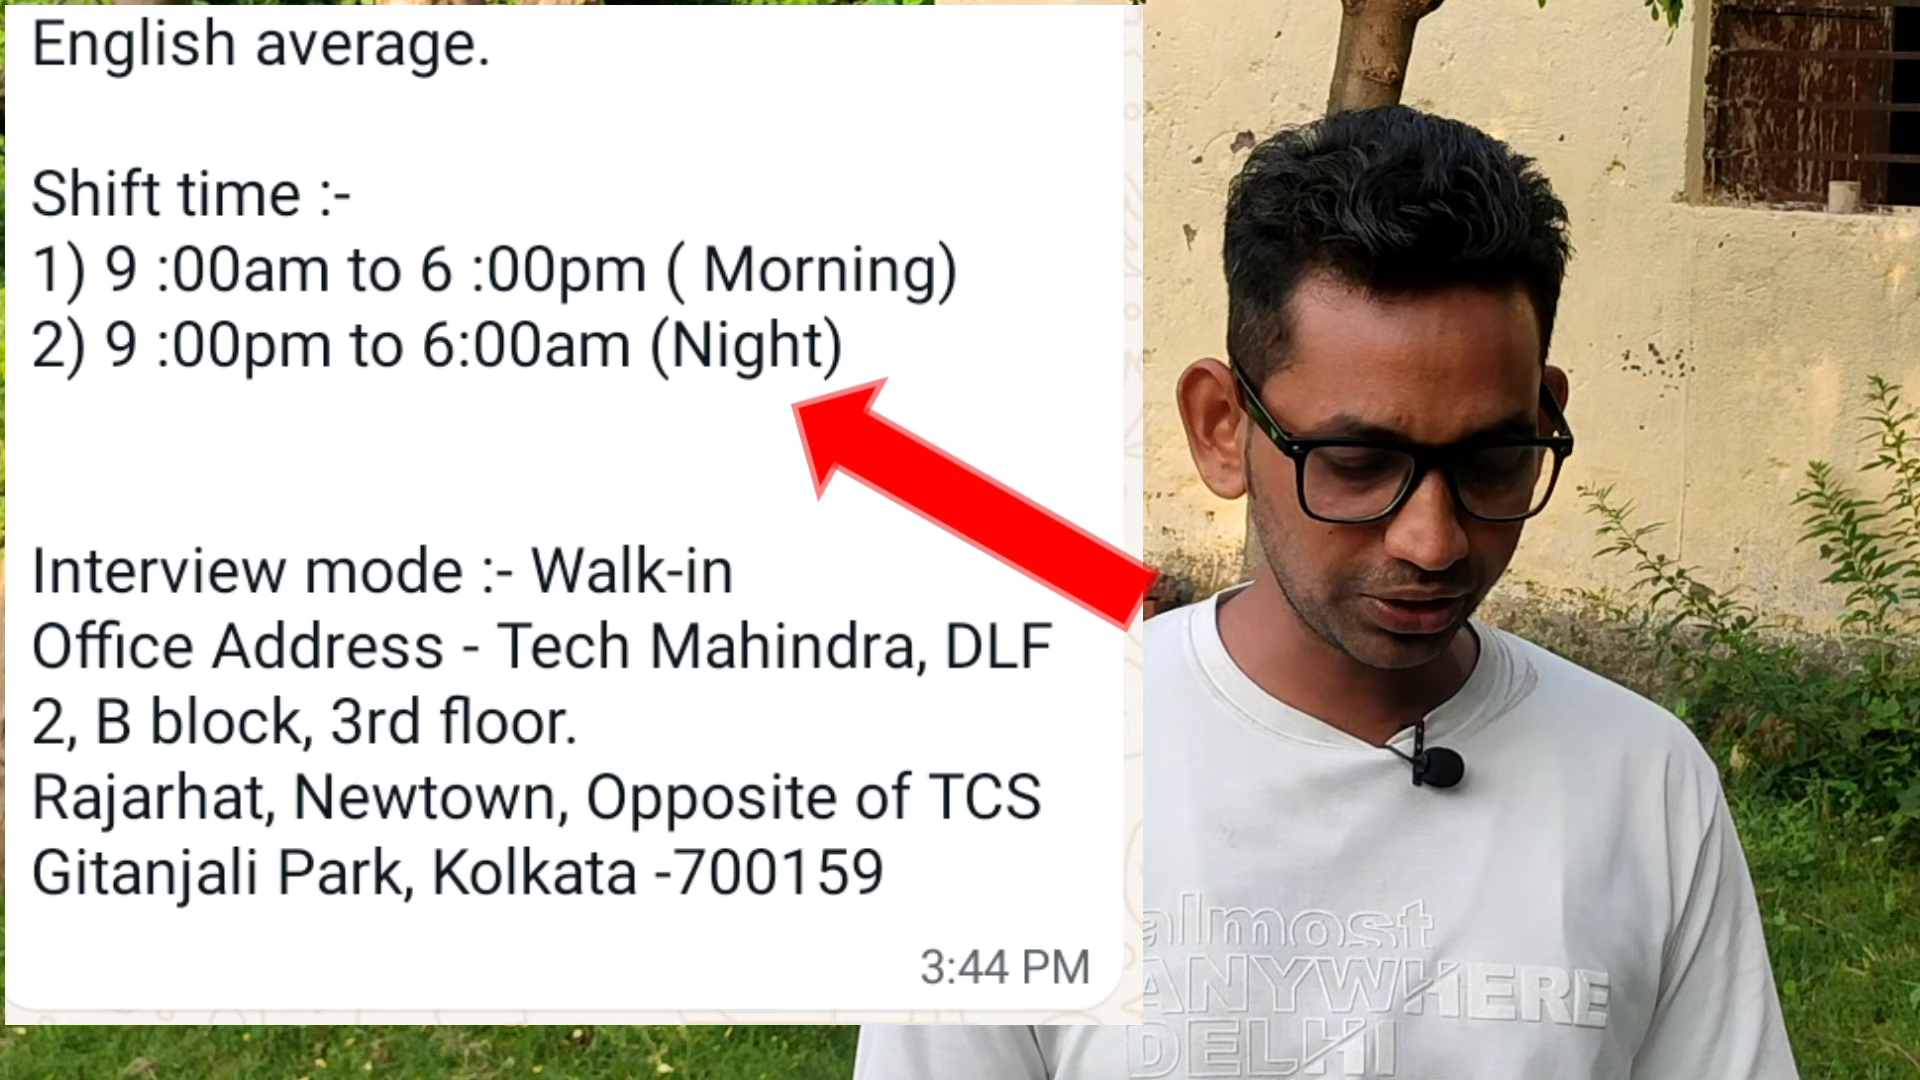 English average.
Shift time :-
1) 9 :00am to 6 :00pm ( Morning)
2) 9 :00pm to 6:00am (Night)
Interview mode :- Walk-in
Office Address - Tech Mahindra, DLF
2, B block, 3rd floor.
Rajarhat, Newtown, Opposite of TCS
Gitanjali Park, Kolkata -700159
3:44 PM
almost
ANYWHERE
DELHI